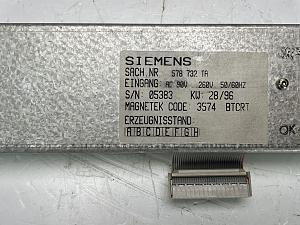 SIEMENS
SACH.NR 578 732 TA
EINGANG: AC 90V 260V 50/60HZ
S/N: 05383 KW: 28/96
MAGNETEK CODE: 3574 BTCRT
ERZEUGNISSTAND:
A B C D E F G H
OK